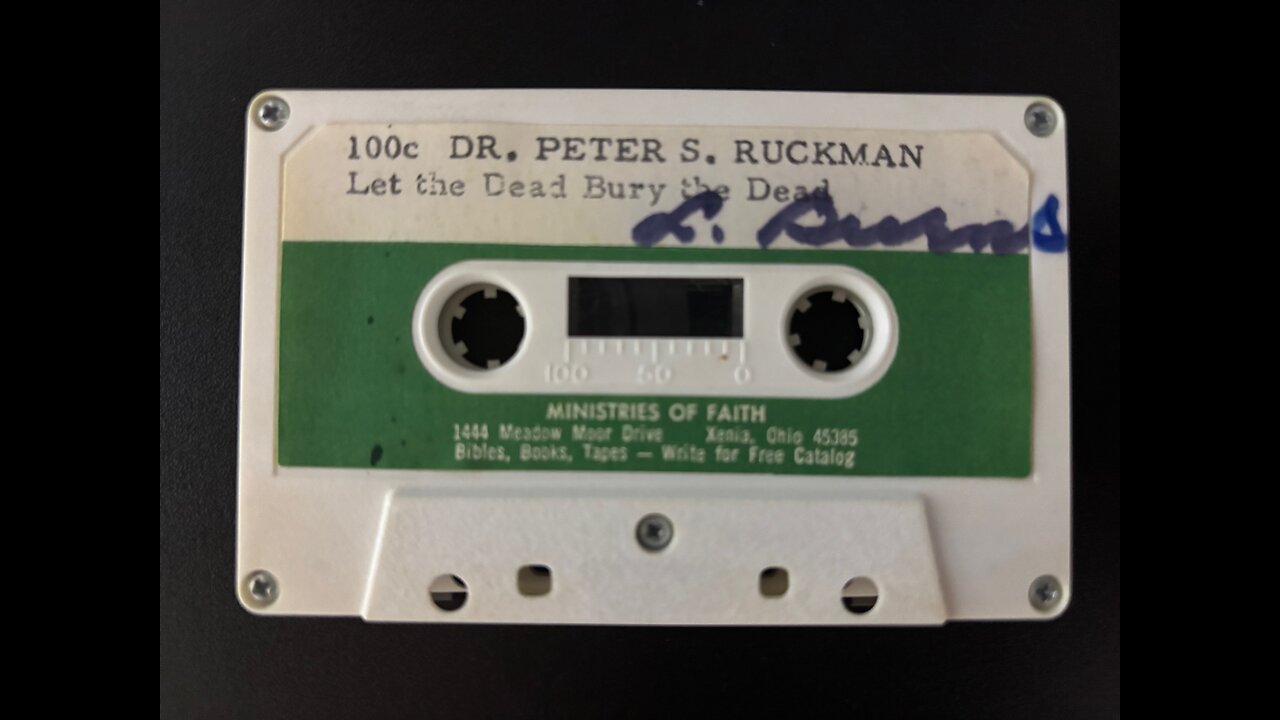 100c DR. PETER S. RUCKMAN
Let the Dead Bury the Dead
L. Burns
100 50 0
MINISTRIES OF FAITH
1444 Meadow Moor Drive Xenia, Ohio 45385
Bibles, Books, Tapes — Write for Free Catalog